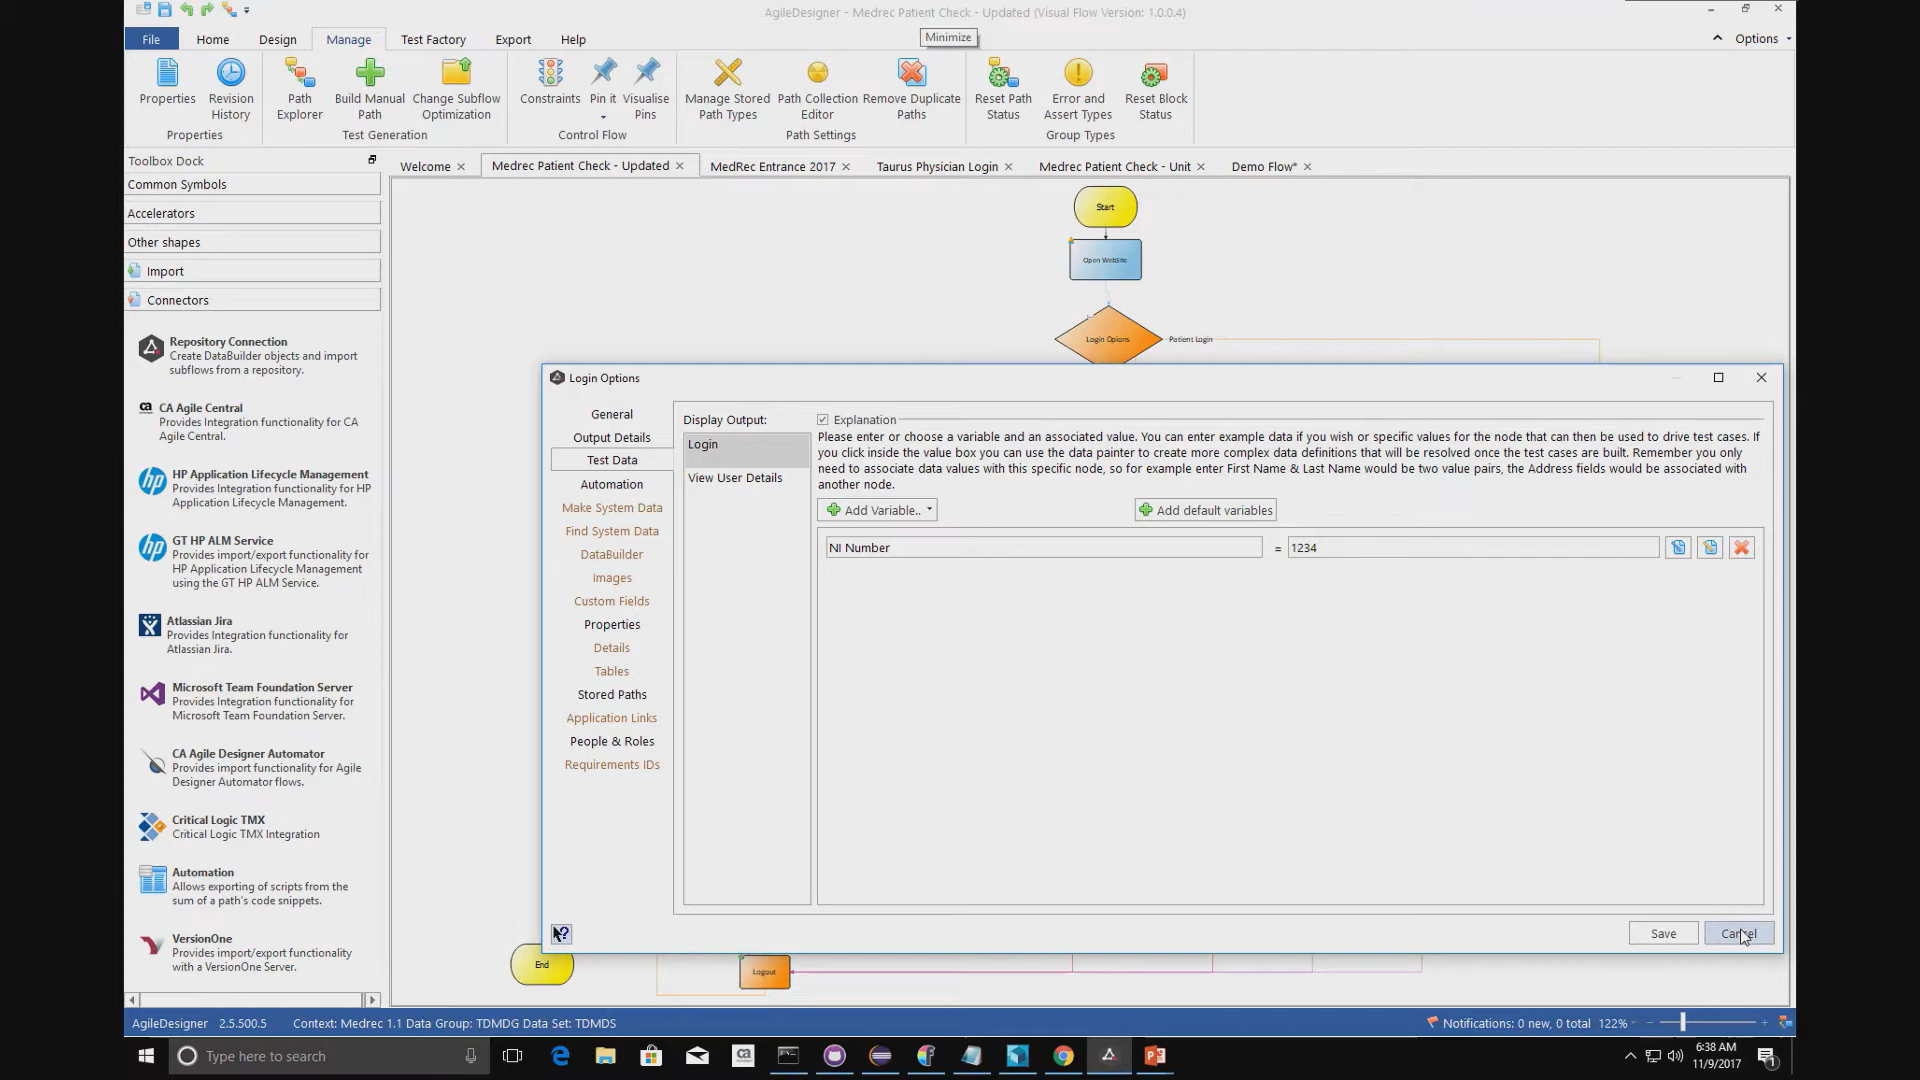 AgileDesigner - Medrec Patient Check - Updated (Visual Flow Version: 1.0.0.4)
File
Home
Design
Manage
Test Factory
Export
Help
Minimize
Options
Properties
Revision
History
Properties
Path
Explorer
Build Manual
Path
Change Subflow
Optimization
Test Generation
Constraints
Pin it
Visualise
Pins
Control Flow
Manage Stored
Path Types
Path Collection
Editor
Remove Duplicate
Paths
Path Settings
Reset Path
Status
Error and
Assert Types
Reset Block
Status
Group Types
Toolbox Dock
Common Symbols
Accelerators
Other shapes
Import
Connectors
Repository Connection
Create DataBuilder objects and import
subflows from a repository.
CA Agile Central
Provides Integration functionality for CA
Agile Central.
HP Application Lifecycle Management
Provides Integration functionality for HP
Application Lifecycle Management.
GT HP ALM Service
Provides import/export functionality for
HP Application Lifecycle Management
using the GT HP ALM Service.
Atlassian Jira
Provides Integration functionality for
Atlassian Jira.
Microsoft Team Foundation Server
Provides Integration functionality for
Microsoft Team Foundation Server.
CA Agile Designer Automator
Provides import functionality for Agile
Designer Automator flows.
Critical Logic TMX
Critical Logic TMX Integration
Automation
Allows exporting of scripts from the
sum of a path's code snippets.
VersionOne
Provides import/export functionality
with a VersionOne Server.
Welcome
Medrec Patient Check - Updated
MedRec Entrance 2017
Taurus Physician Login
Medrec Patient Check - Unit
Demo Flow*
Start
Open WebSite
Login Opions
Patient Login
Login Options
General
Output Details
Test Data
Automation
Make System Data
Find System Data
DataBuilder
Images
Custom Fields
Properties
Details
Tables
Stored Paths
Application Links
People & Roles
Requirements IDs
Display Output:
Login
View User Details
Explanation
Please enter or choose a variable and an associated value. You can enter example data if you wish or specific values for the node that can then be used to drive test cases. If
you click inside the value box you can use the data painter to create more complex data definitions that will be resolved once the test cases are built. Remember you only
need to associate data values with this specific node, so for example enter First Name & Last Name would be two value pairs, the Address fields would be associated with
another node.
Add Variable..
Add default variables
NI Number
=
1234
Save
Cancel
End
Logout
AgileDesigner 2.5.500.5
Context: Medrec 1.1 Data Group: TDMDG Data Set: TDMDS
Notifications: 0 new, 0 total
122%
Type here to search
6:38 AM
11/9/2017